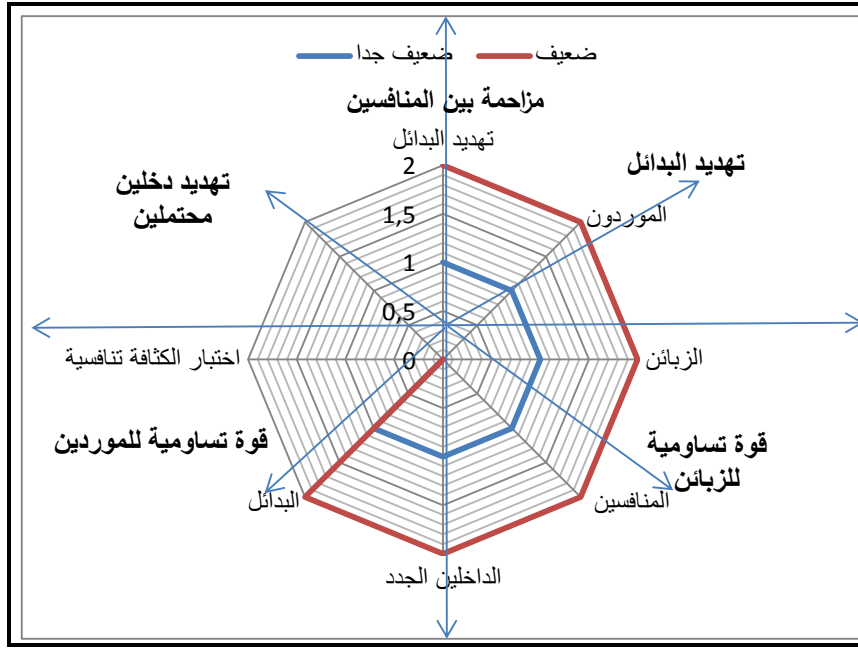 ضعيف جدا ضعيف
مزاحمة بين المنافسين
تهديد البدائل
تهديد البدائل
تهديد دخلين
محتملين
2
الموردون
1,5
1
0,5
0
الزبائن
اختبار الكثافة تنافسية
قوة تساومية
للزبائن
قوة تساومية للموردين
المنافسين
البدائل
الداخلين الجدد